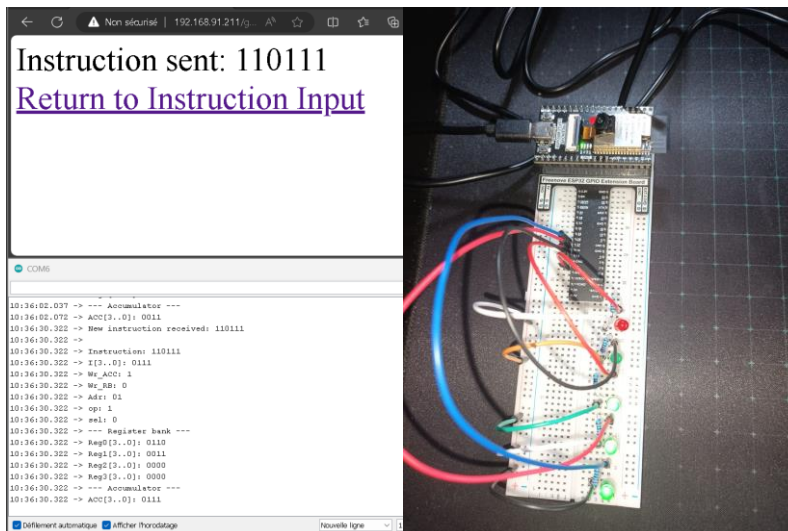 Non sécurisé | 192.168.91.211/g...
Instruction sent: 110111
Return to Instruction Input
COM6
10:36:02.037 -> --- Accumulator ---
10:36:02.072 -> ACC[3..0]: 0011
10:36:30.322 -> New instruction received: 110111
10:36:30.322 ->
10:36:30.322 -> Instruction: 110111
10:36:30.322 -> I[3..0]: 0111
10:36:30.322 -> Wr_ACC: 1
10:36:30.322 -> Wr_RB: 0
10:36:30.322 -> Adr: 01
10:36:30.322 -> op: 1
10:36:30.322 -> sel: 0
10:36:30.322 -> --- Register bank ---
10:36:30.322 -> Reg0[3..0]: 0110
10:36:30.322 -> Reg1[3..0]: 0011
10:36:30.322 -> Reg2[3..0]: 0000
10:36:30.322 -> Reg3[3..0]: 0000
10:36:30.322 -> --- Accumulator ---
10:36:30.322 -> ACC[3..0]: 0111
Défilement automatique Afficher l'horodatage Nouvelle ligne
Freenove ESP32 GPIO Extension Board